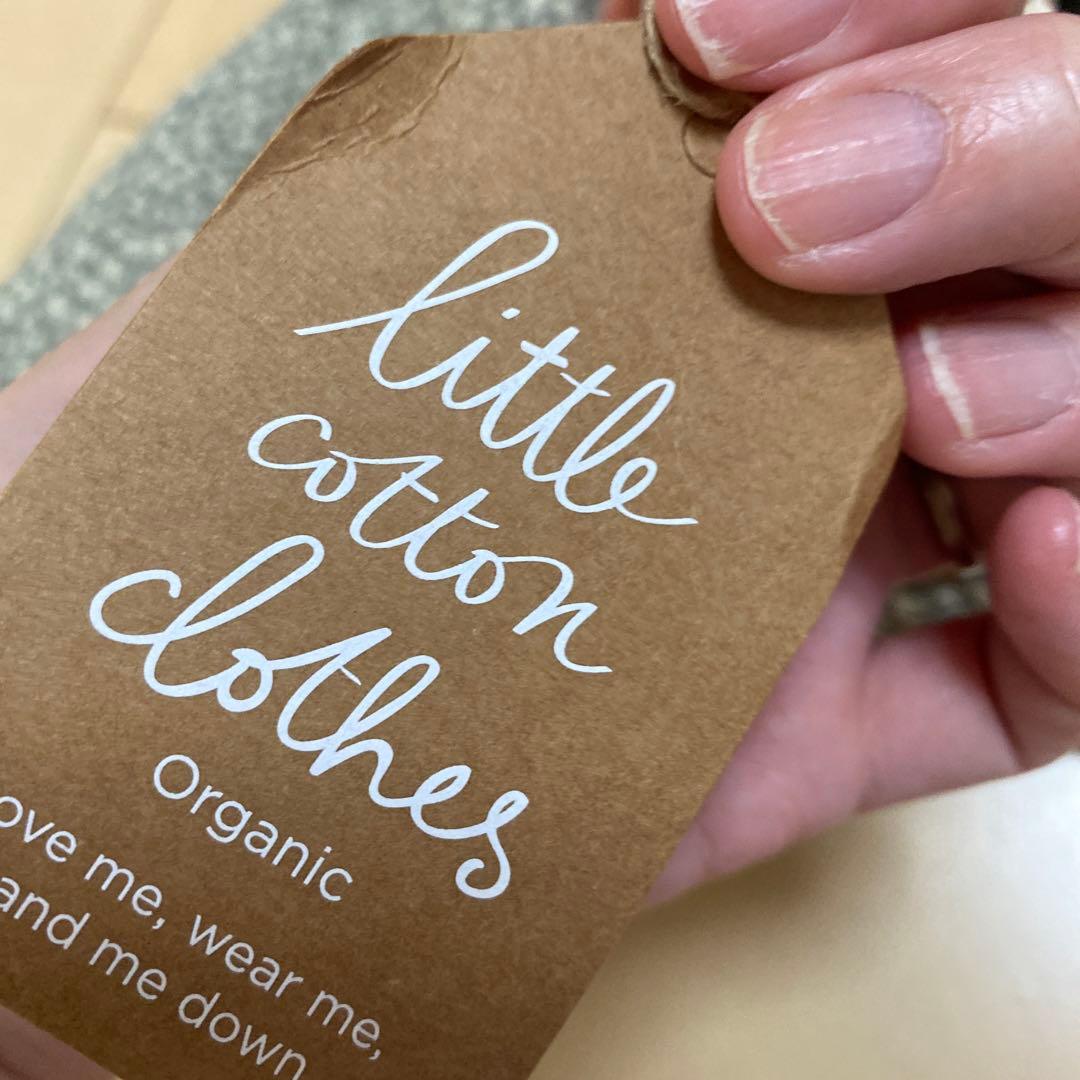 little
cotton
clothes
Organic
ove me, wear me,
and me down